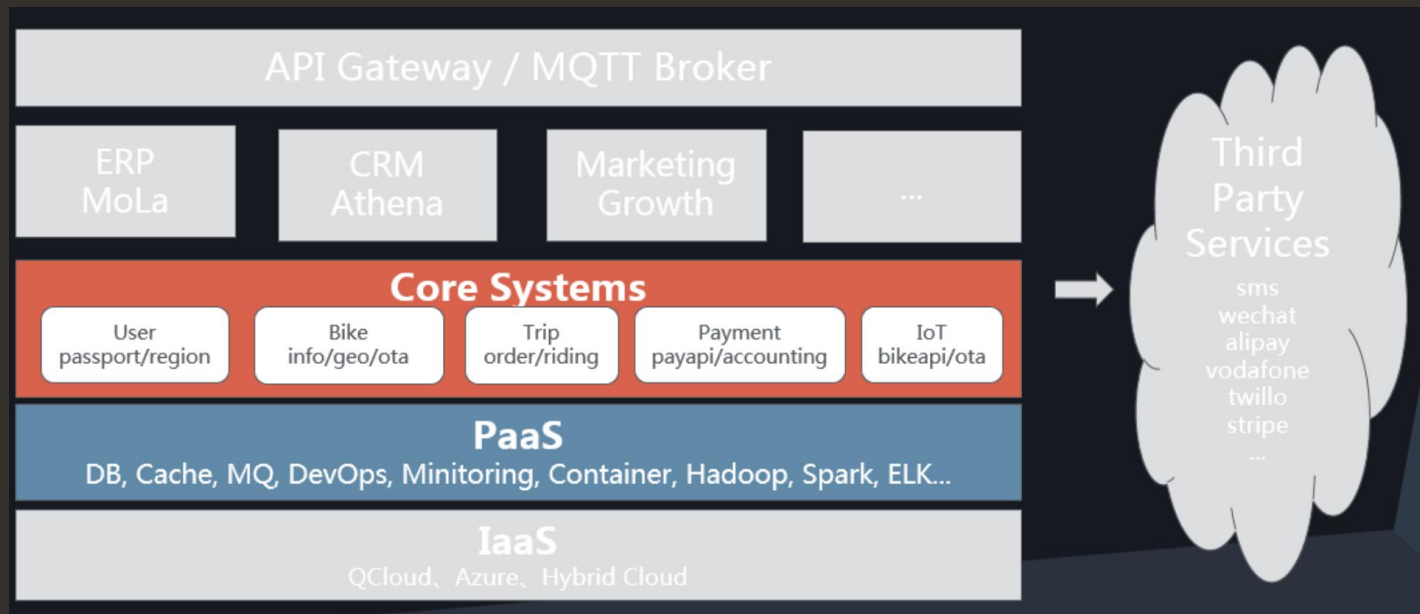 API Gateway / MQTT Broker
ERP
MoLa
CRM
Athena
Marketing
Growth
...
Core Systems
User
passport/region
Bike
info/geo/ota
Trip
order/riding
Payment
payapi/accounting
IoT
bikeapi/ota
PaaS
DB, Cache, MQ, DevOps, Minitoring, Container, Hadoop, Spark, ELK...
IaaS
QCloud、Azure、Hybrid Cloud
Third
Party
Services
sms
wechat
alipay
vodafone
twillo
stripe
...